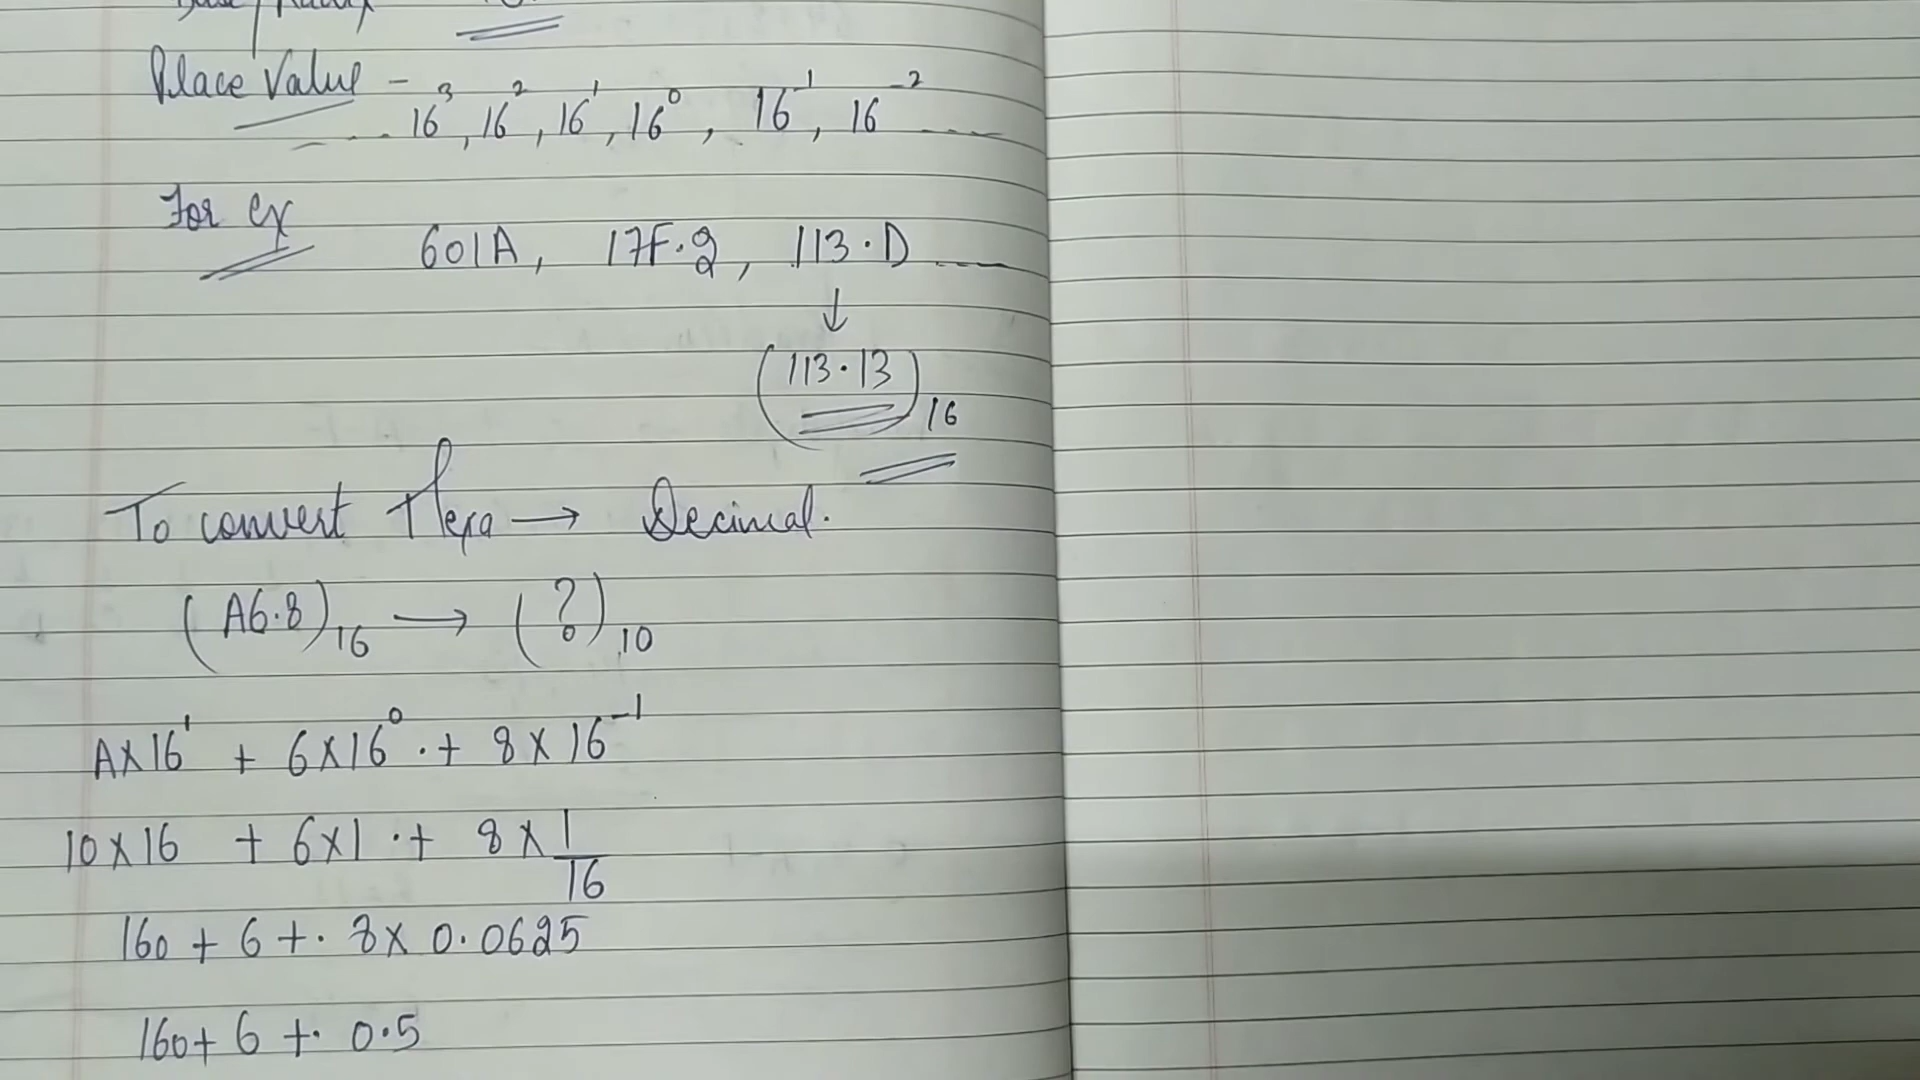 Place Value -
... 16³, 16², 16¹, 16⁰, 16⁻¹, 16⁻² ....
For ex
601A, 17F.2, 113.D ....
↓
(113.13)₁₆
To convert Hexa → Decimal.
(A6.8)₁₆ → (?)₁₀
A×16¹ + 6×16⁰ .+ 8×16⁻¹
10×16 + 6×1 .+ 8×1/16
160 + 6 +. 8×0.0625
160+ 6 +. 0.5